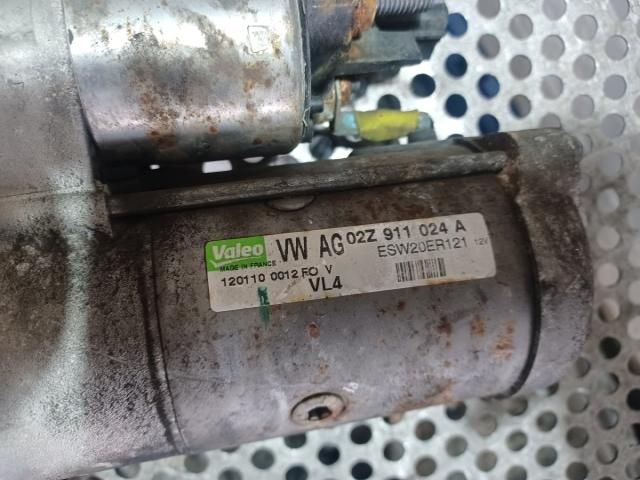 Valeo VW AG 02Z 911 024 A
MADE IN FRANCE ESW20ER121 12V
120110 0012 FO V
VL4